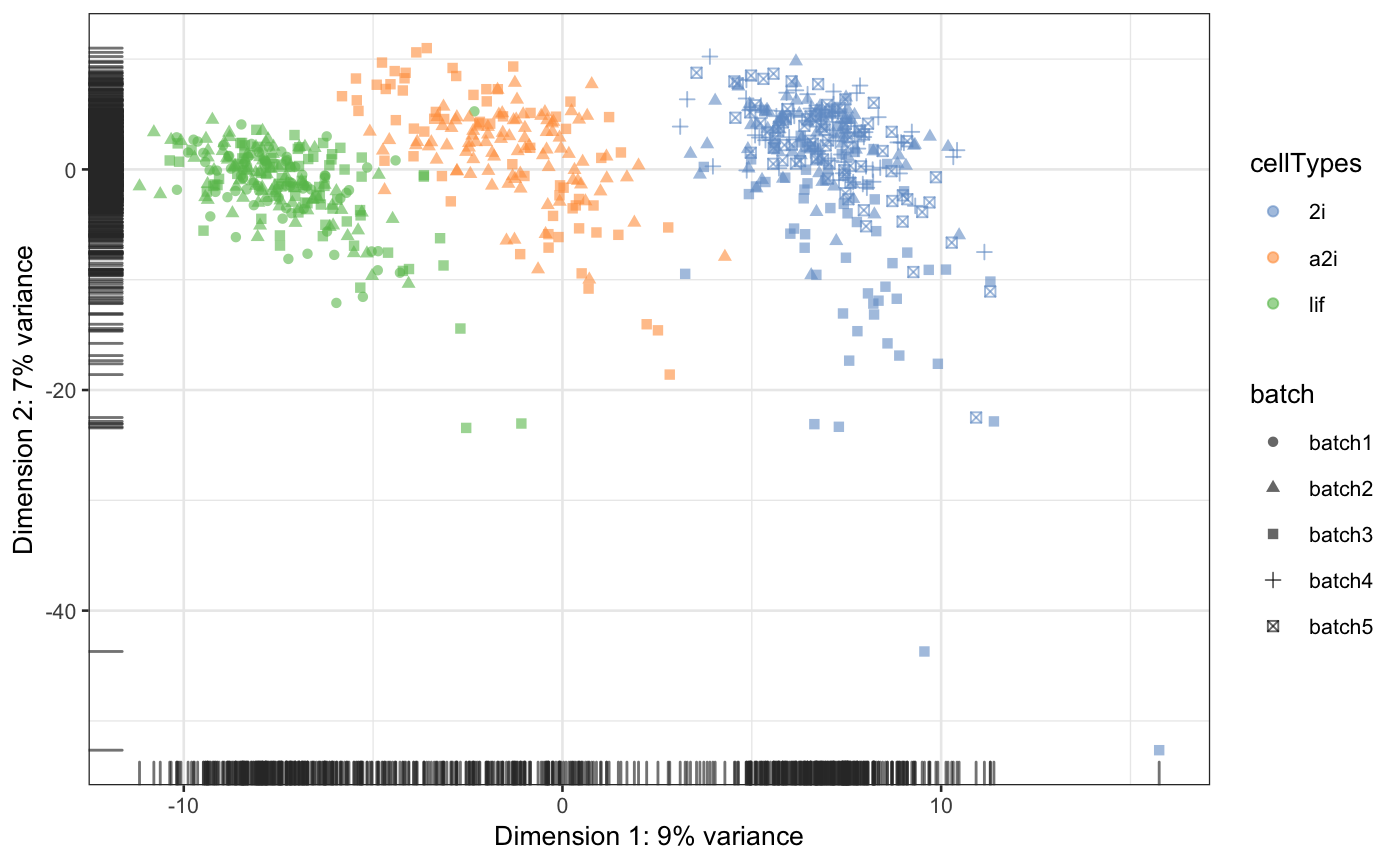 0
-20
-40
-10
0
10
Dimension 1: 9% variance
Dimension 2: 7% variance
cellTypes
2i
a2i
lif
batch
batch1
batch2
batch3
batch4
batch5